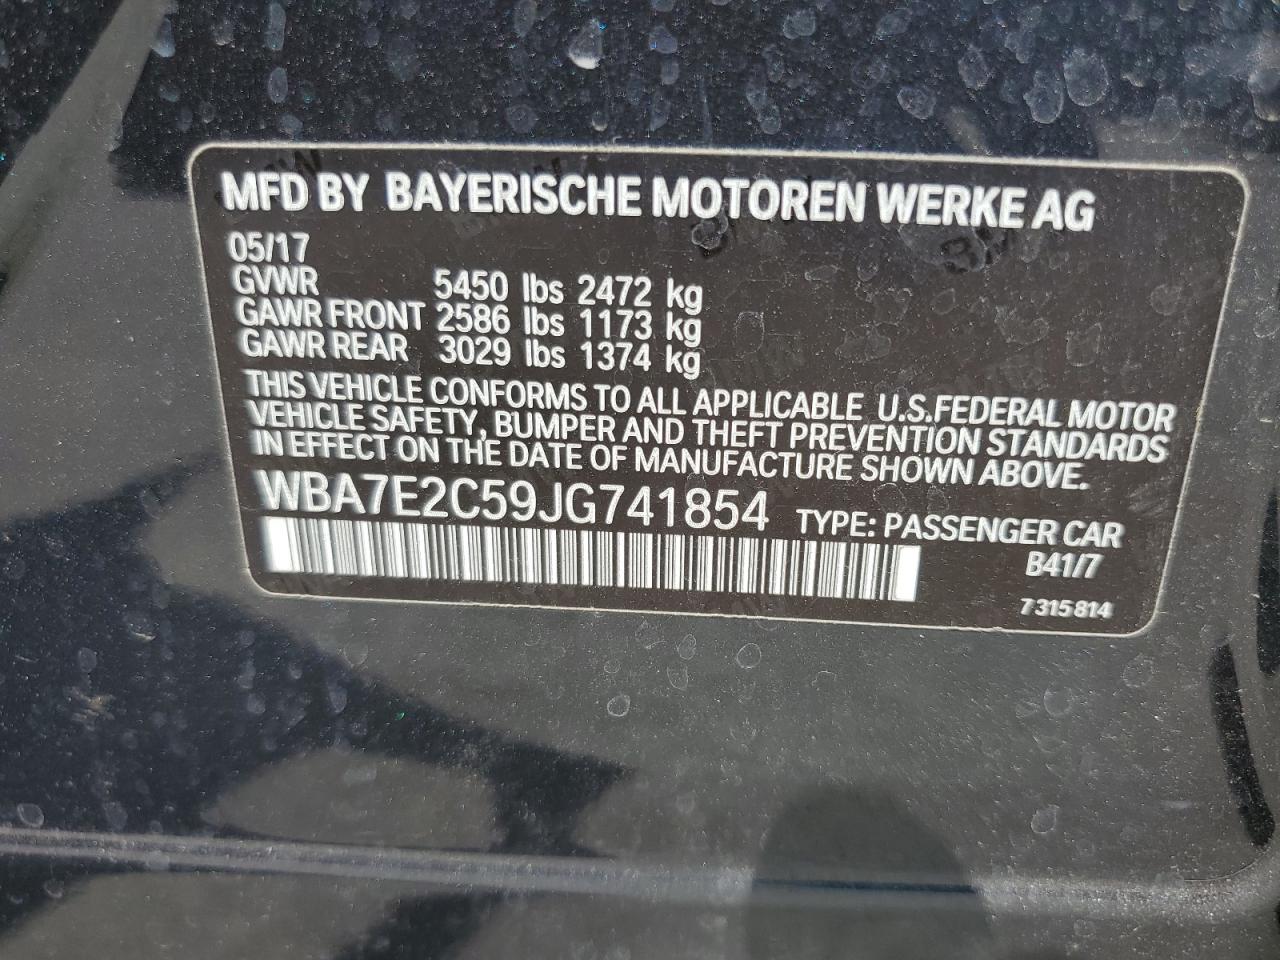 MFD BY BAYERISCHE MOTOREN WERKE AG
05/17
GVWR 5450 lbs 2472 kg
GAWR FRONT 2586 lbs 1173 kg
GAWR REAR 3029 lbs 1374 kg
THIS VEHICLE CONFORMS TO ALL APPLICABLE U.S.FEDERAL MOTOR
VEHICLE SAFETY, BUMPER AND THEFT PREVENTION STANDARDS
IN EFFECT ON THE DATE OF MANUFACTURE SHOWN ABOVE.
WBA7E2C59JG741854 TYPE: PASSENGER CAR
B41/7
7 315 814